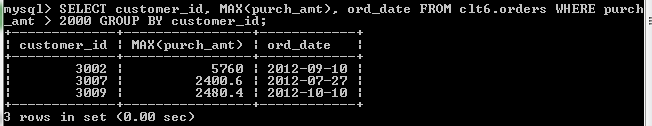 mysql> SELECT customer_id, MAX(purch_amt), ord_date FROM clt6.orders WHERE purch
_amt > 2000 GROUP BY customer_id;
+-------------+----------------+------------+
| customer_id | MAX(purch_amt) | ord_date   |
+-------------+----------------+------------+
|        3002 |           5760 | 2012-09-10 |
|        3007 |         2400.6 | 2012-07-27 |
|        3009 |         2480.4 | 2012-10-10 |
+-------------+----------------+------------+
3 rows in set (0.00 sec)